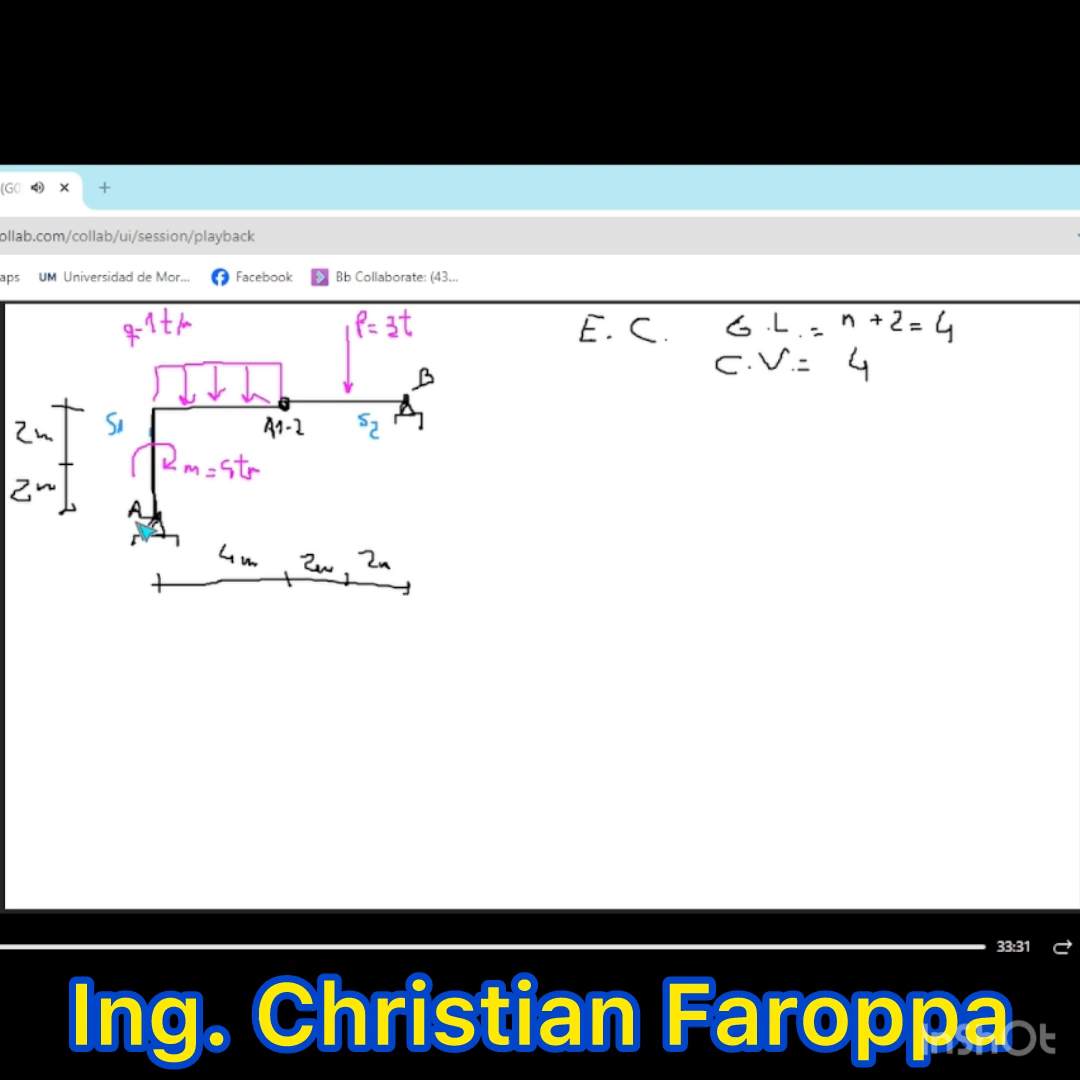 (G0
ollab.com/collab/ui/session/playback
aps UM Universidad de Mor... Facebook Bb Collaborate: (43...
q=1t/m
P=3t
E.C. G.L.= n+2=4
C.V.= 4
B
2m
S1
A1-2
S2
2m
m=5tm
A
4m 2m 2m
33:31
Ing. Christian Faroppa
InShOt